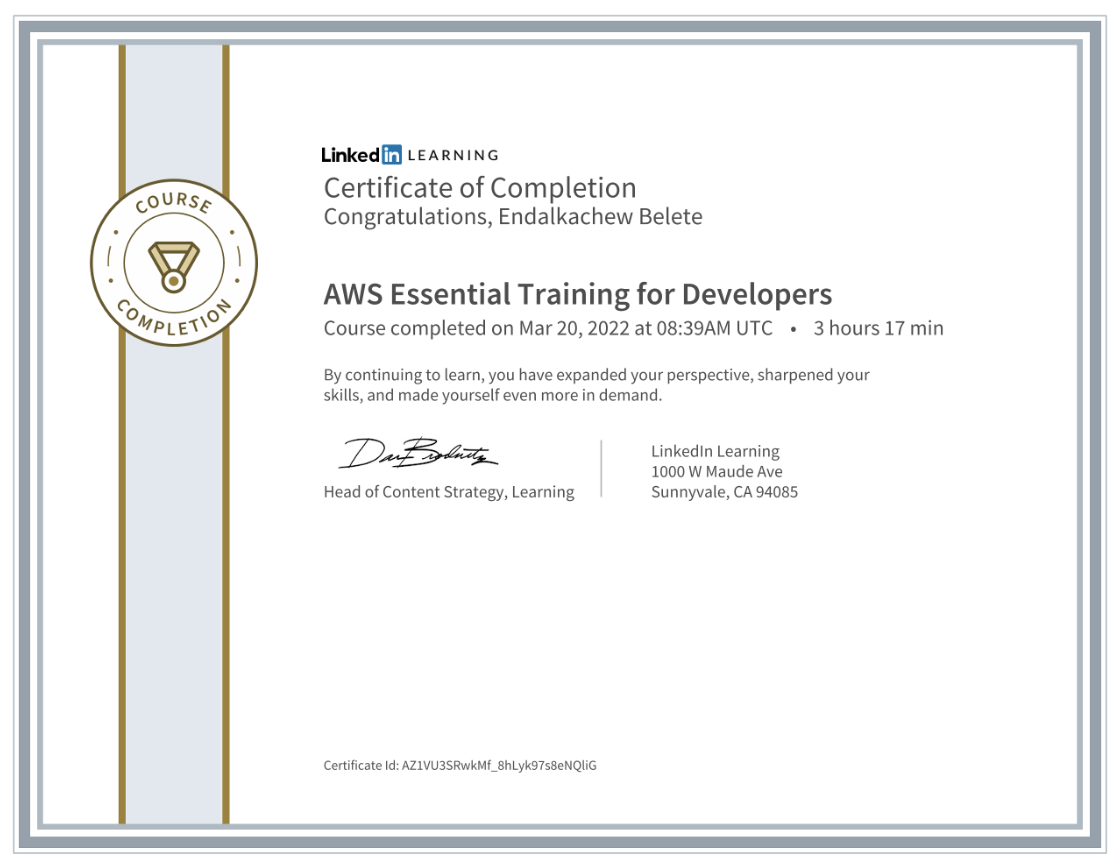 COURSE
COMPLETION
Linkedin LEARNING
Certificate of Completion
Congratulations, Endalkachew Belete
AWS Essential Training for Developers
Course completed on Mar 20, 2022 at 08:39AM UTC • 3 hours 17 min
By continuing to learn, you have expanded your perspective, sharpened your
skills, and made yourself even more in demand.
Head of Content Strategy, Learning
LinkedIn Learning
1000 W Maude Ave
Sunnyvale, CA 94085
Certificate Id: AZ1VU3SRwkMf_8hLyk97s8eNQliG